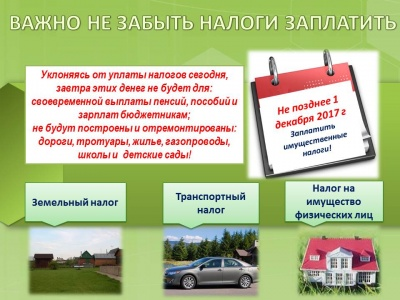 ВАЖНО НЕ ЗАБЫТЬ НАЛОГИ ЗАПЛАТИТЬ
Уклоняясь от уплаты налогов сегодня,
завтра этих денег не будет для:
своевременной выплаты пенсий, пособий и
зарплат бюджетникам;
не будут построены и отремонтированы:
дороги, тротуары, жилье, газопроводы,
школы и детские сады!
Не позднее 1
декабря 2017 г
Заплатить
имущественные
налоги!
Земельный налог
Транспортный
налог
Налог на
имущество
физических лиц